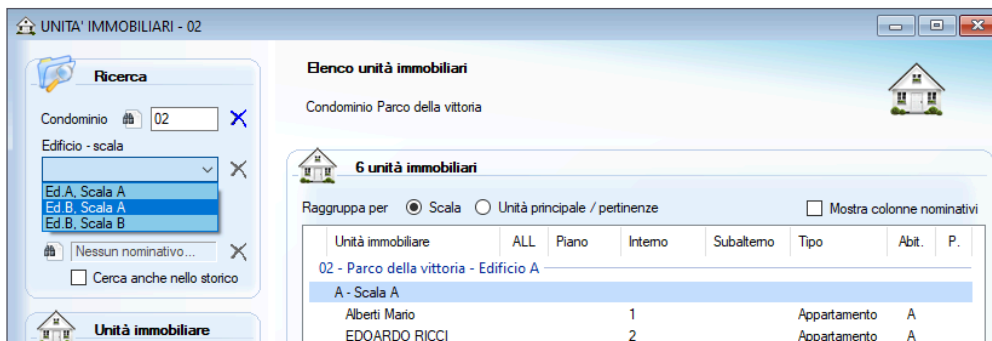 UNITA' IMMOBILIARI - 02
Ricerca
Condominio 02
Edificio - scala
Ed.A, Scala A
Ed.B, Scala A
Ed.B, Scala B
Nessun nominativo...
Cerca anche nello storico
Unità immobiliare
Elenco unità immobiliari
Condominio Parco della vittoria
6 unità immobiliari
Raggruppa per Scala Unità principale / pertinenze Mostra colonne nominativi
Unità immobiliare ALL Piano Interno Subalterno Tipo Abit. P.
02 - Parco della vittoria - Edificio A
A - Scala A
Alberti Mario 1 Appartamento A
EDOARDO RICCI 2 Appartamento A